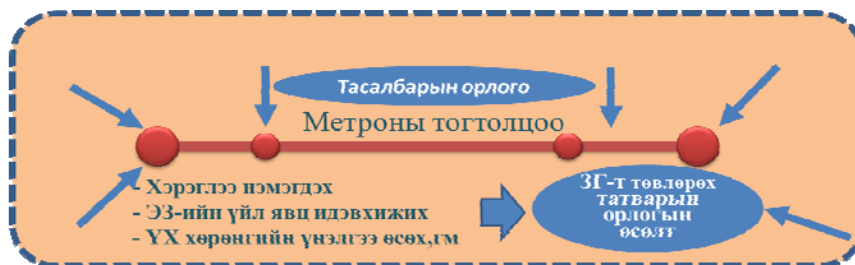 Тасалбарын орлого
Метроны тогтолцоо
- Хэрэглээ нэмэгдэх
- ЭЗ-ийн үйл явц идэвхижих
- ҮХ хөрөнгийн үнэлгээ өсөх,гм
ЗГ-т төвлөрөх
татварын
орлогын
өсөлт